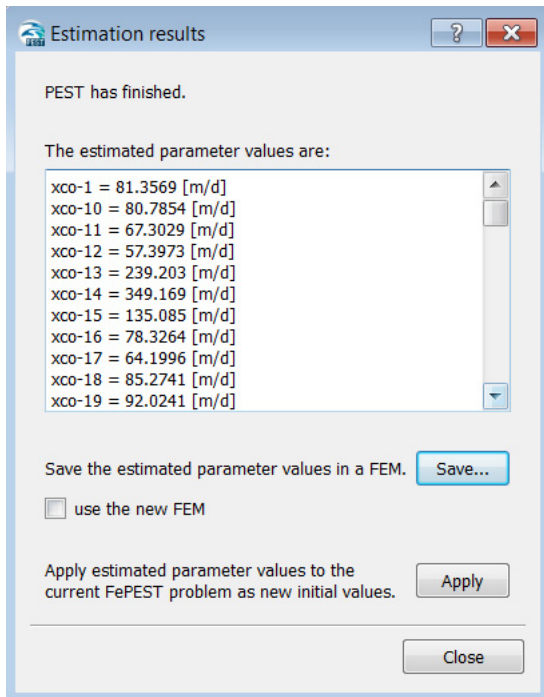 Estimation results
PEST has finished.
The estimated parameter values are:
xco-1 = 81.3569 [m/d]
xco-10 = 80.7854 [m/d]
xco-11 = 67.3029 [m/d]
xco-12 = 57.3973 [m/d]
xco-13 = 239.203 [m/d]
xco-14 = 349.169 [m/d]
xco-15 = 135.085 [m/d]
xco-16 = 78.3264 [m/d]
xco-17 = 64.1996 [m/d]
xco-18 = 85.2741 [m/d]
xco-19 = 92.0241 [m/d]
Save the estimated parameter values in a FEM. Save...
use the new FEM
Apply estimated parameter values to the
current FePEST problem as new initial values. Apply
Close